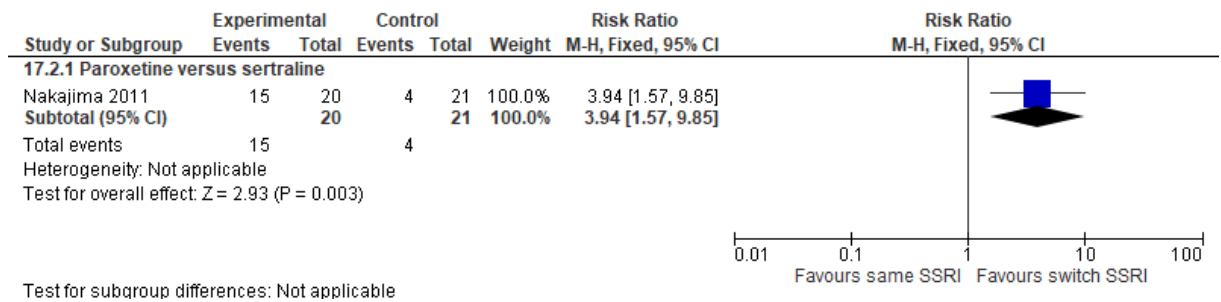 Experimental Control Risk Ratio Risk Ratio
Study or Subgroup Events Total Events Total Weight M-H, Fixed, 95% CI M-H, Fixed, 95% CI
17.2.1 Paroxetine versus sertraline
Nakajima 2011 15 20 4 21 100.0% 3.94 [1.57, 9.85]
Subtotal (95% CI) 20 21 100.0% 3.94 [1.57, 9.85]
Total events 15 4
Heterogeneity: Not applicable
Test for overall effect: Z = 2.93 (P = 0.003)
0.01 0.1 1 10 100
Favours same SSRI Favours switch SSRI
Test for subgroup differences: Not applicable